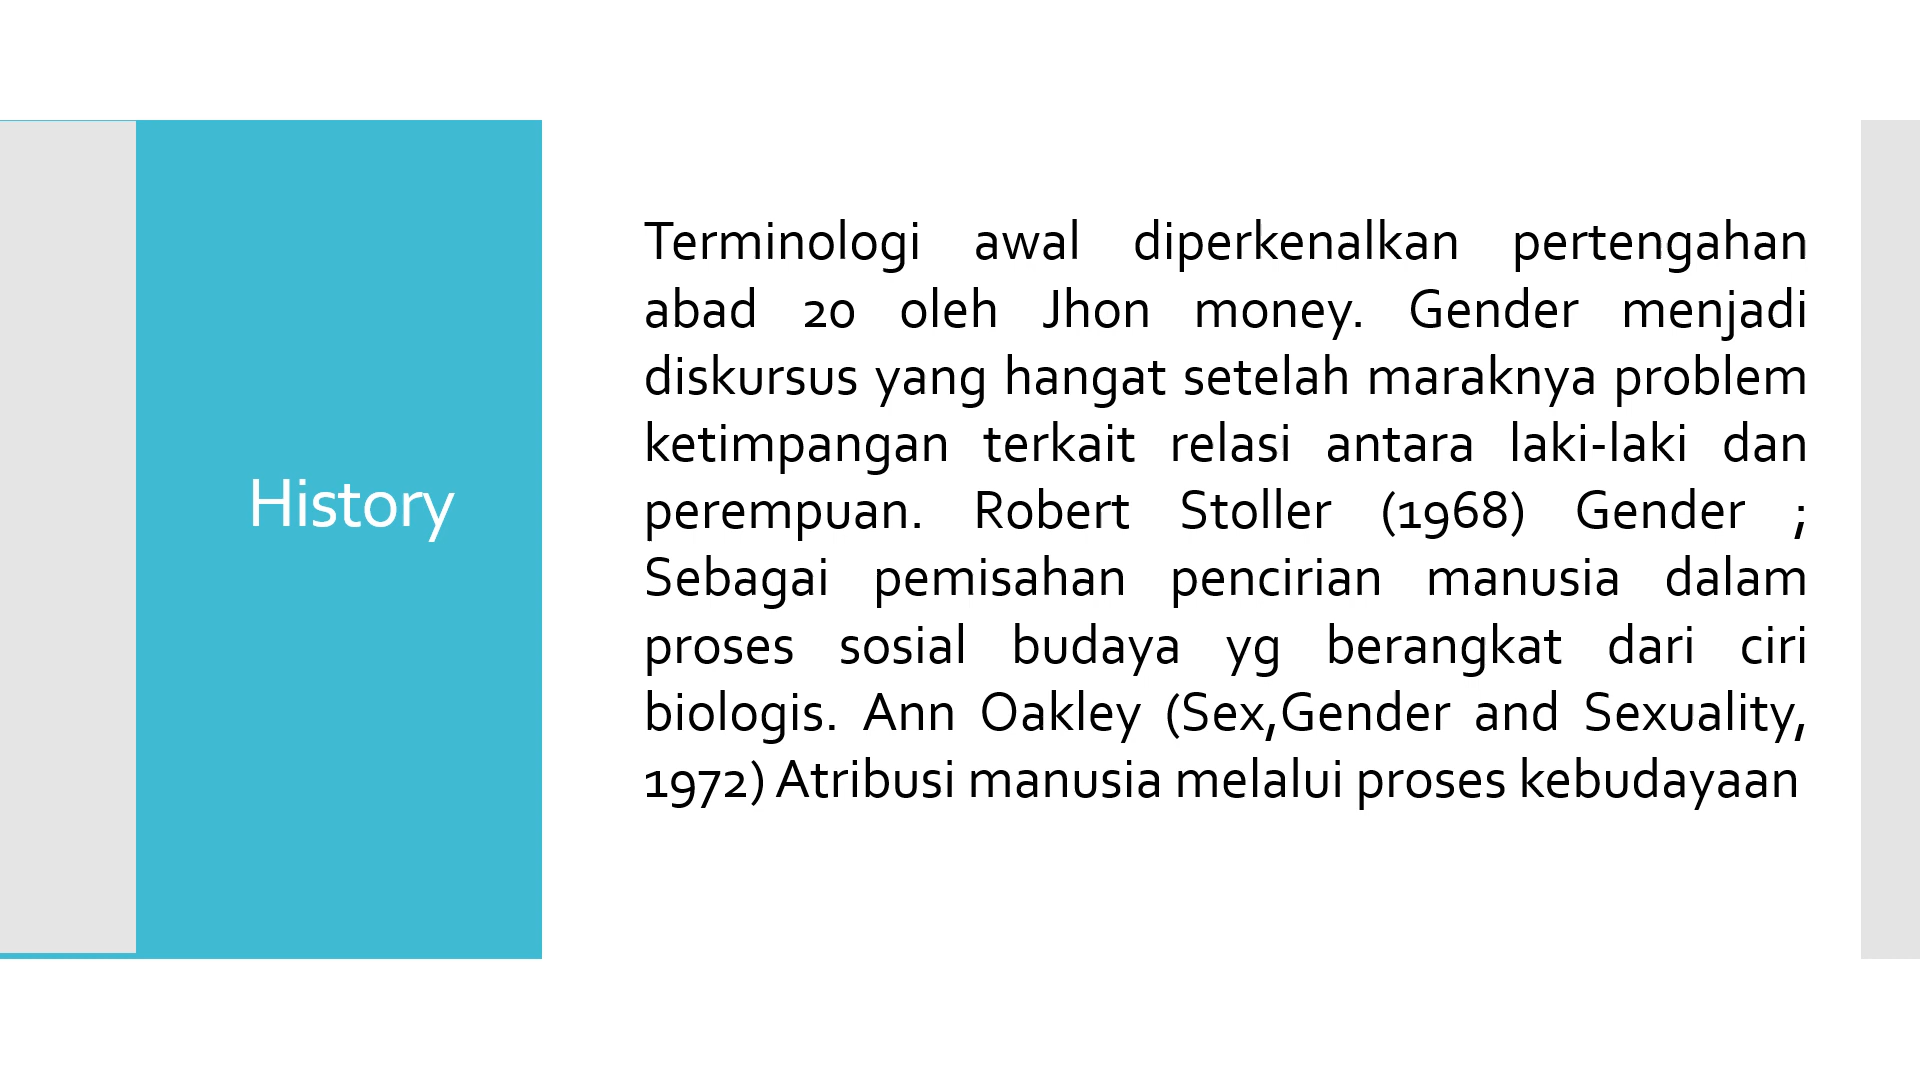 History
Terminologi awal diperkenalkan pertengahan
abad 20 oleh Jhon money. Gender menjadi
diskursus yang hangat setelah maraknya problem
ketimpangan terkait relasi antara laki-laki dan
perempuan. Robert Stoller (1968) Gender ;
Sebagai pemisahan pencirian manusia dalam
proses sosial budaya yg berangkat dari ciri
biologis. Ann Oakley (Sex,Gender and Sexuality,
1972) Atribusi manusia melalui proses kebudayaan